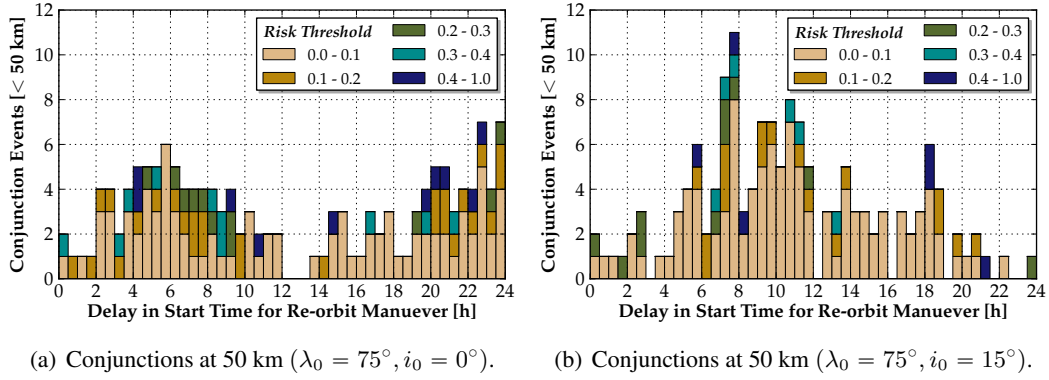 12
10
8
6
4
2
0
Conjunction Events [< 50 km]
Risk Threshold
0.0 - 0.1
0.1 - 0.2
0.2 - 0.3
0.3 - 0.4
0.4 - 1.0
0 2 4 6 8 10 12 14 16 18 20 22 24
Delay in Start Time for Re-orbit Manuever [h]
(a) Conjunctions at 50 km (λ₀ = 75°, i₀ = 0°).
12
10
8
6
4
2
0
Conjunction Events [< 50 km]
Risk Threshold
0.0 - 0.1
0.1 - 0.2
0.2 - 0.3
0.3 - 0.4
0.4 - 1.0
0 2 4 6 8 10 12 14 16 18 20 22 24
Delay in Start Time for Re-orbit Manuever [h]
(b) Conjunctions at 50 km (λ₀ = 75°, i₀ = 15°).